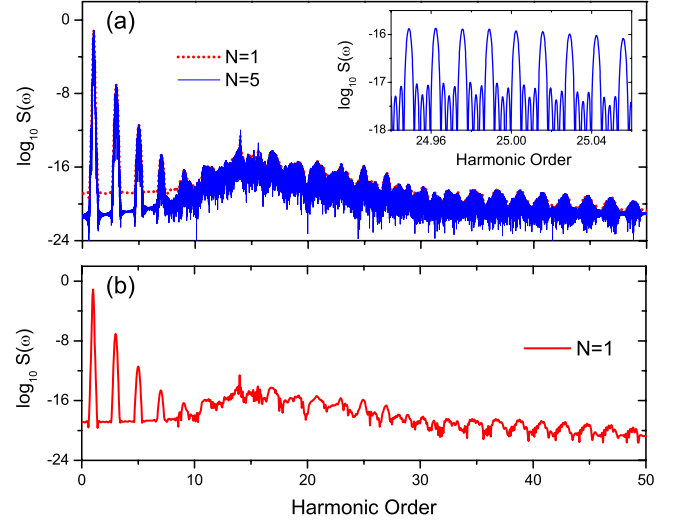 (a)
N=1
N=5
log₁₀ S(ω)
0
-8
-16
-24
log₁₀ S(ω)
-16
-17
-18
24.96
25.00
25.04
Harmonic Order
(b)
N=1
log₁₀ S(ω)
0
-8
-16
-24
0
10
20
30
40
50
Harmonic Order